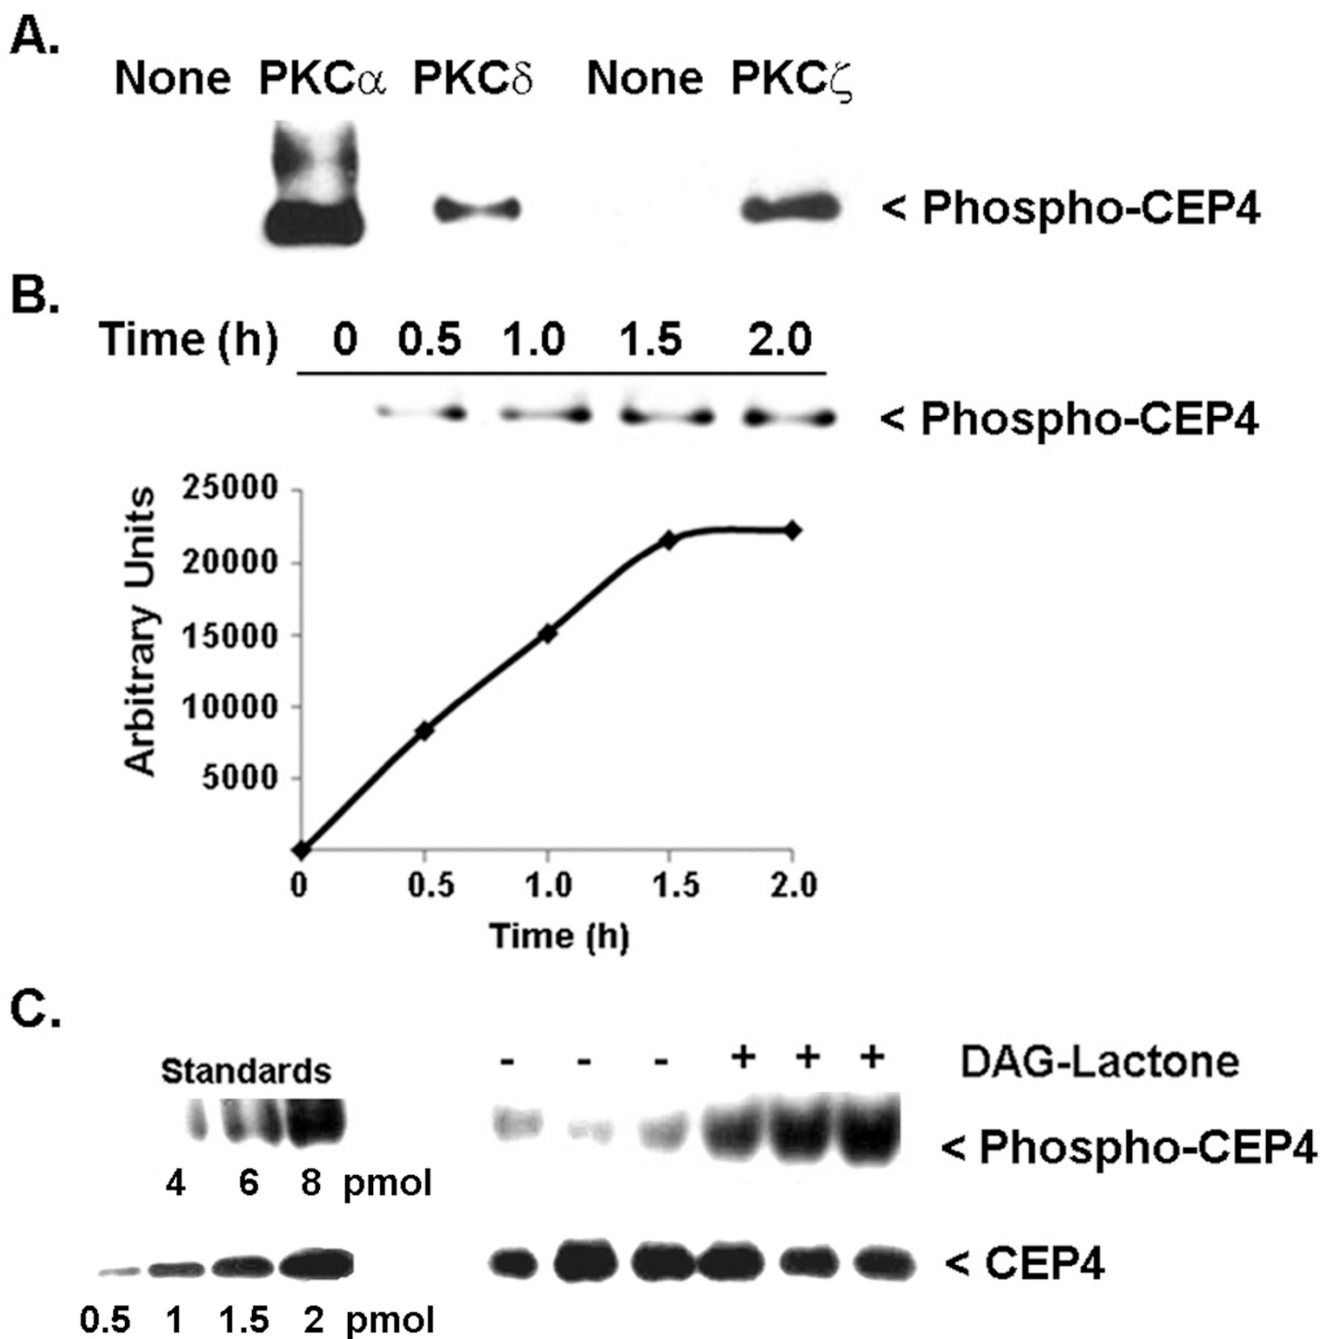 A.
None PKCα PKCδ None PKCζ
< Phospho-CEP4
B.
Time (h) 0 0.5 1.0 1.5 2.0
< Phospho-CEP4
Arbitrary Units
25000
20000
15000
10000
5000
0 0.5 1.0 1.5 2.0
Time (h)
C.
Standards
- - - + + + DAG-Lactone
< Phospho-CEP4
4 6 8 pmol
< CEP4
0.5 1 1.5 2 pmol